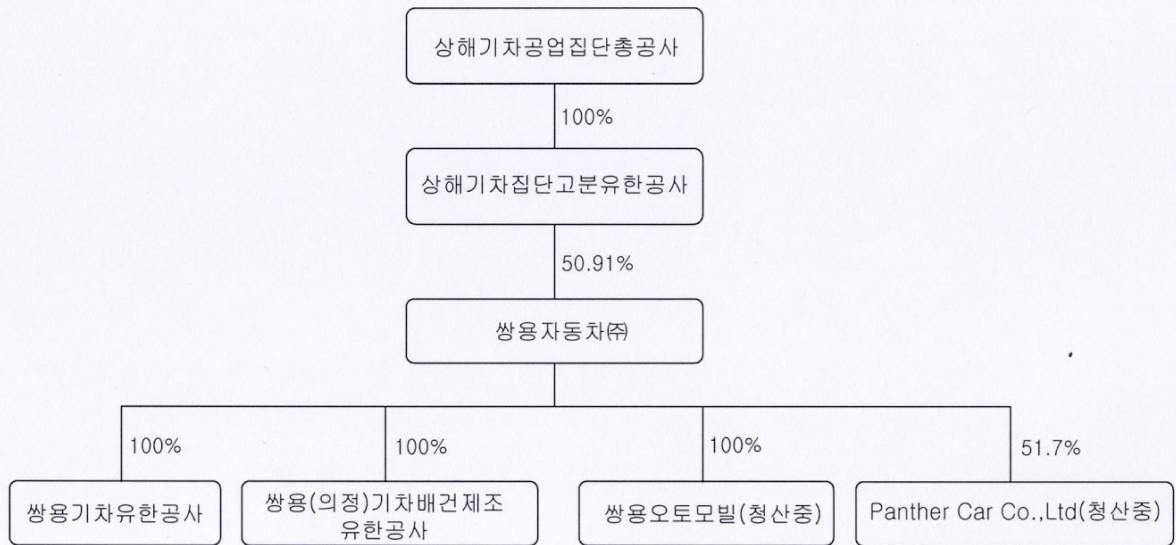 상해기차공업집단총공사
100%
상해기차집단고분유한공사
50.91%
쌍용자동차㈜
100%
100%
100%
51.7%
쌍용기차유한공사
쌍용(의정)기차배건제조
유한공사
쌍용오토모빌(청산중)
Panther Car Co.,Ltd(청산중)